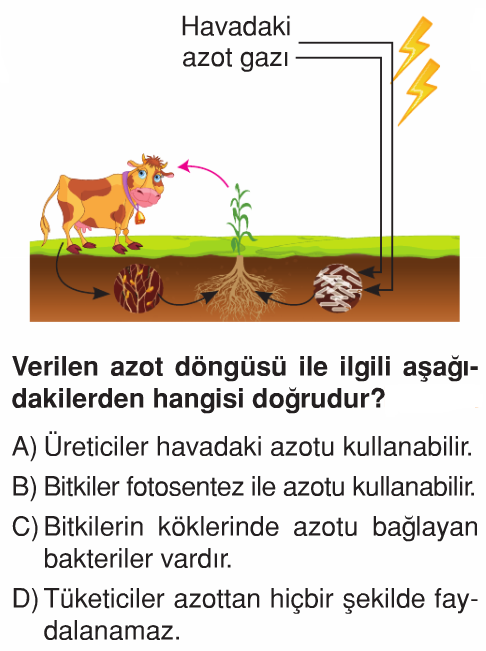 Havadaki
azot gazı
Verilen azot döngüsü ile ilgili aşağı-
dakilerden hangisi doğrudur?
A) Üreticiler havadaki azotu kullanabilir.
B) Bitkiler fotosentez ile azotu kullanabilir.
C) Bitkilerin köklerinde azotu bağlayan
bakteriler vardır.
D) Tüketiciler azottan hiçbir şekilde fay-
dalanamaz.